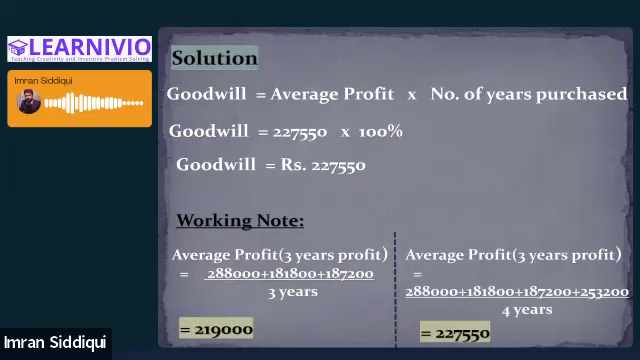 LEARNIVIO
Teaching Creativity and Inventive Problem Solving
Imran Siddiqui
Solution
Goodwill = Average Profit x No. of years purchased
Goodwill = 227550 x 100%
Goodwill = Rs. 227550
Working Note:
Average Profit(3 years profit)
= 288000+181800+187200
3 years
= 219000
Average Profit(3 years profit)
=
288000+181800+187200+253200
4 years
= 227550
Imran Siddiqui